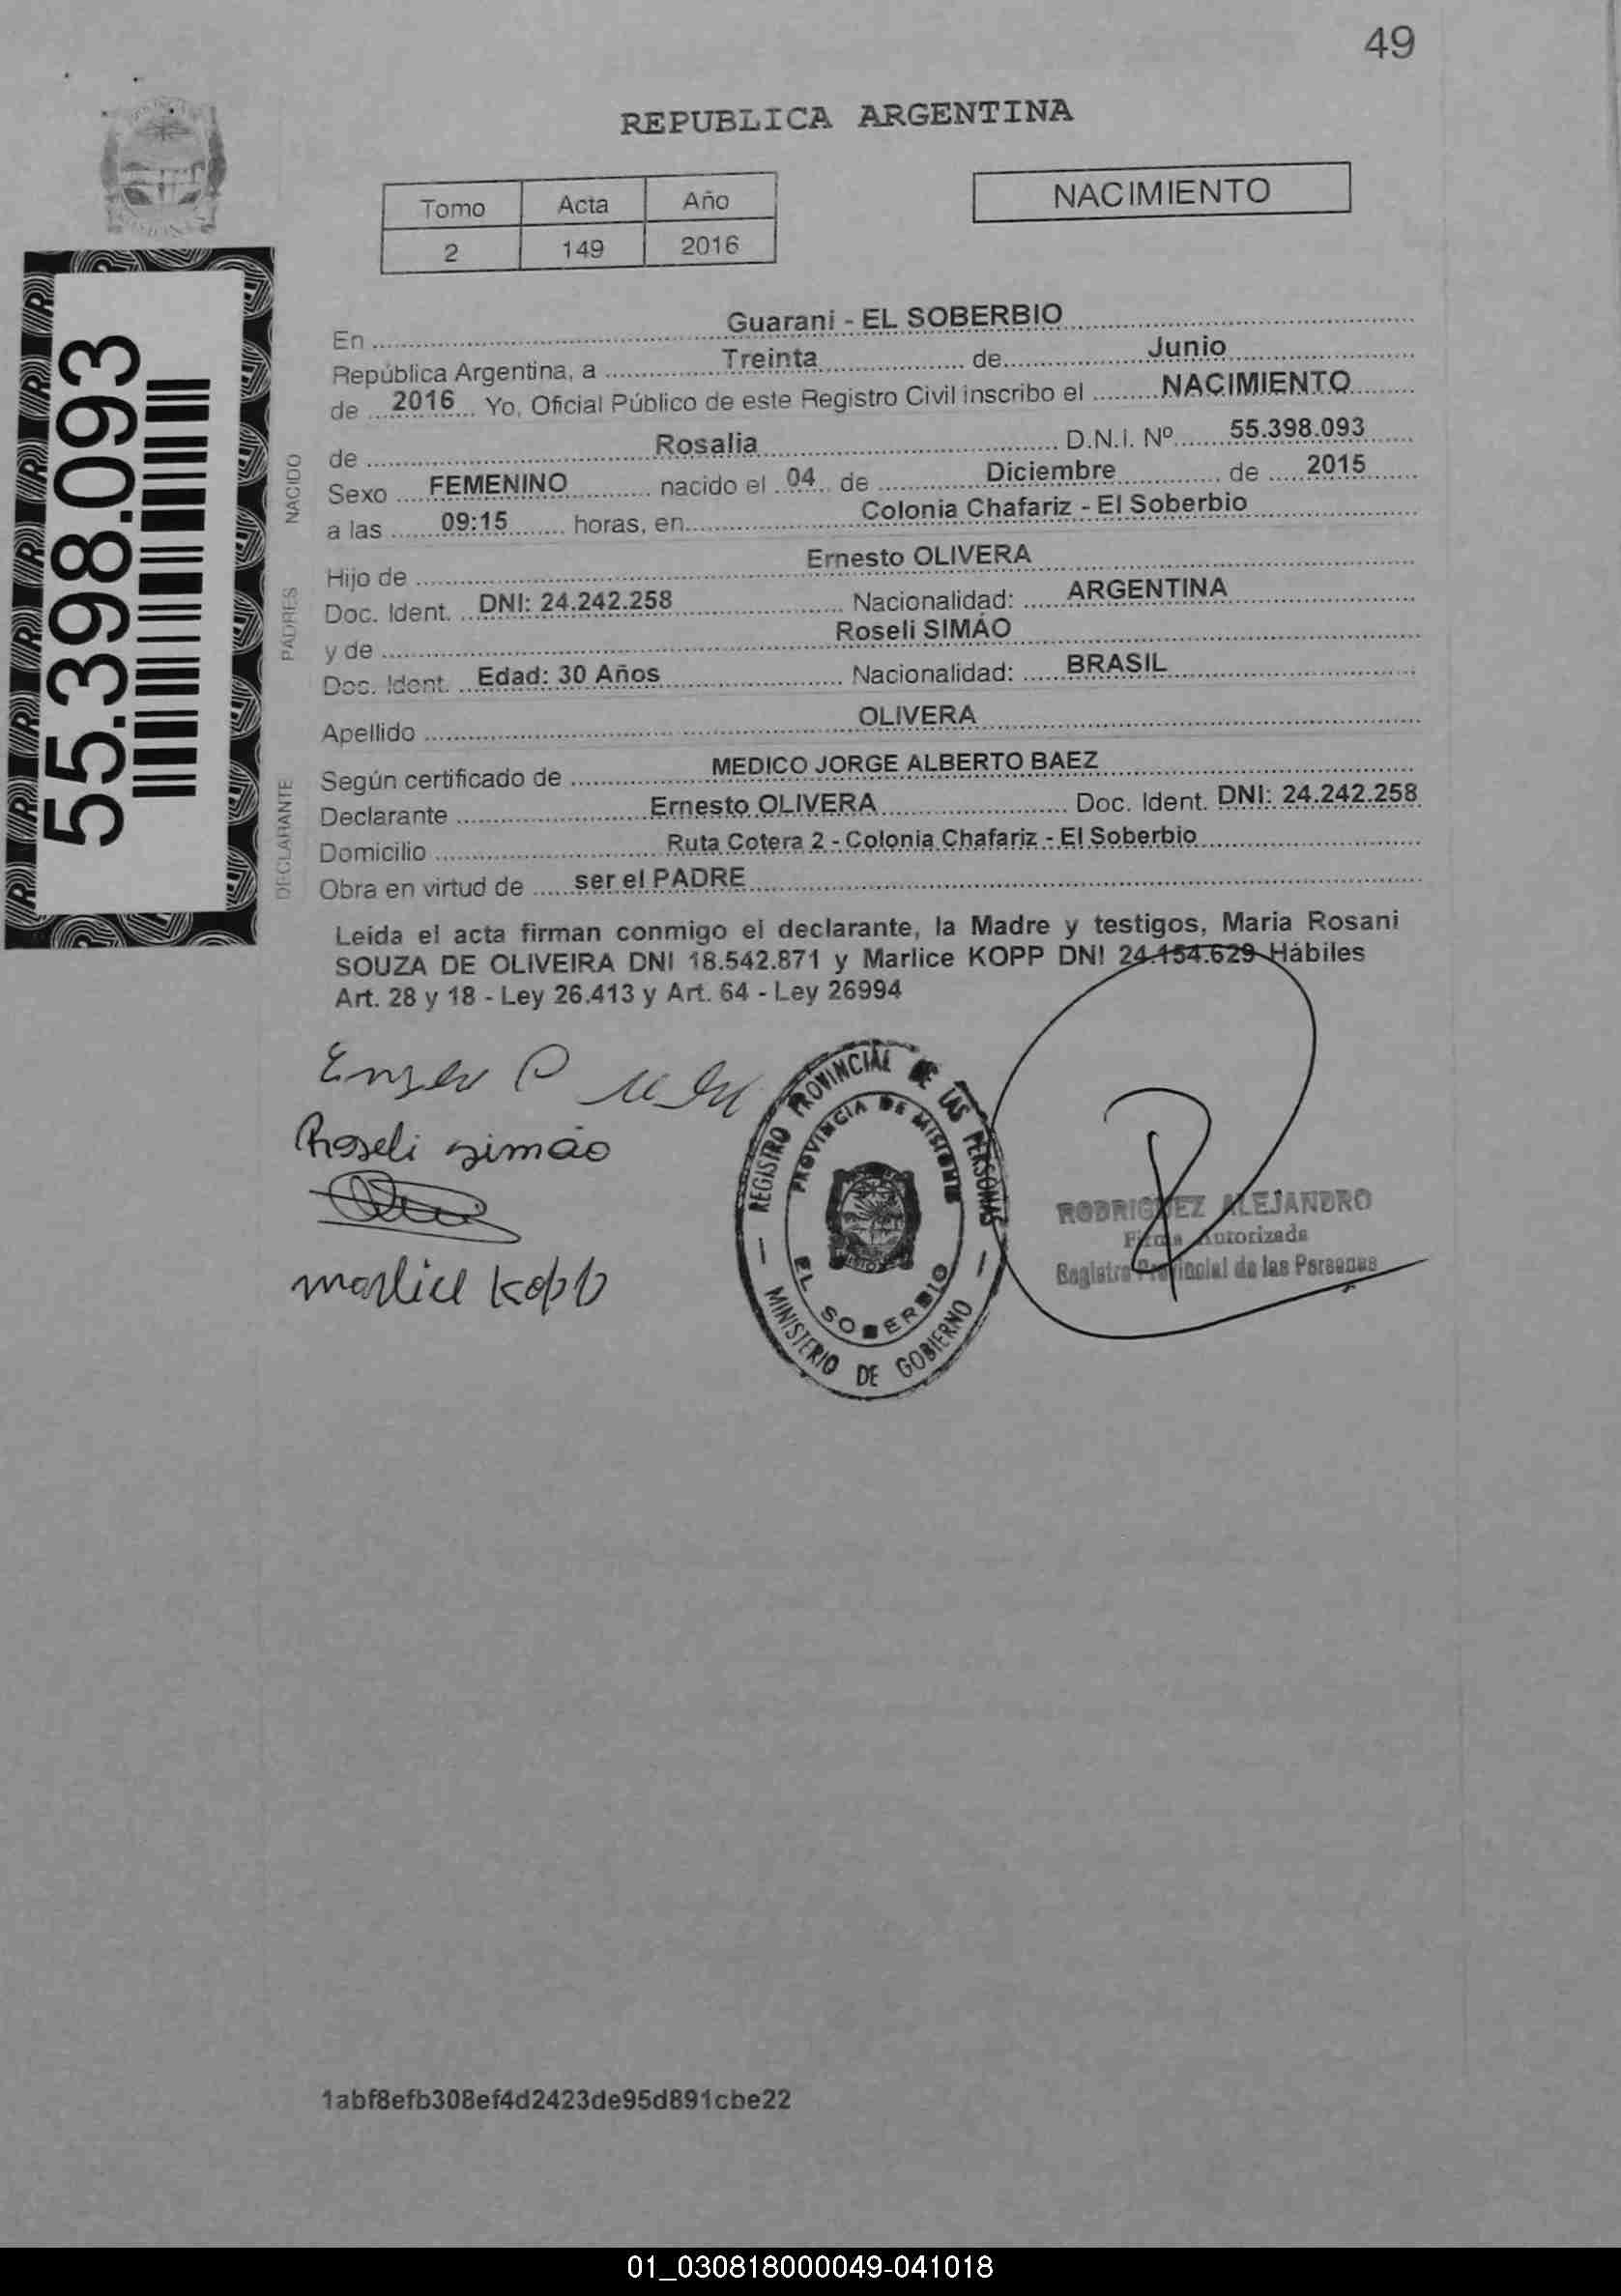 49
REPUBLICA ARGENTINA
Tomo Acta Año
2 149 2016
NACIMIENTO
55.398.093
En Guarani - EL SOBERBIO
República Argentina, a Treinta de Junio
de 2016 Yo, Oficial Público de este Registro Civil inscribo el NACIMIENTO
NACIDO
de Rosalia D.N.I. Nº 55.398.093
Sexo FEMENINO nacido el 04 de Diciembre de 2015
a las 09:15 horas, en Colonia Chafariz - El Soberbio
PADRES
Hijo de Ernesto OLIVERA
Doc. Ident. DNI: 24.242.258 Nacionalidad: ARGENTINA
y de Roseli SIMÁO
Doc. Ident. Edad: 30 Años Nacionalidad: BRASIL
Apellido OLIVERA
DECLARANTE
Según certificado de MEDICO JORGE ALBERTO BAEZ
Declarante Ernesto OLIVERA Doc. Ident. DNI: 24.242.258
Domicilio Ruta Cotera 2 - Colonia Chafariz - El Soberbio
Obra en virtud de ser el PADRE
Leida el acta firman conmigo el declarante, la Madre y testigos, Maria Rosani
SOUZA DE OLIVEIRA DNI 18.542.871 y Marlice KOPP DNI 24.154.629 Hábiles
Art. 28 y 18 - Ley 26.413 y Art. 64 - Ley 26994
Roseli simão
marlice Kopp
REGISTRO PROVINCIAL DE LAS PERSONAS
PROVINCIA DE MISIONES
EL SOBERBIO
MINISTERIO DE GOBIERNO
RODRIGUEZ ALEJANDRO
Firma Autorizada
Registro Provincial de las Personas
1abf8efb308ef4d2423de95d891cbe22
01_030818000049-041018